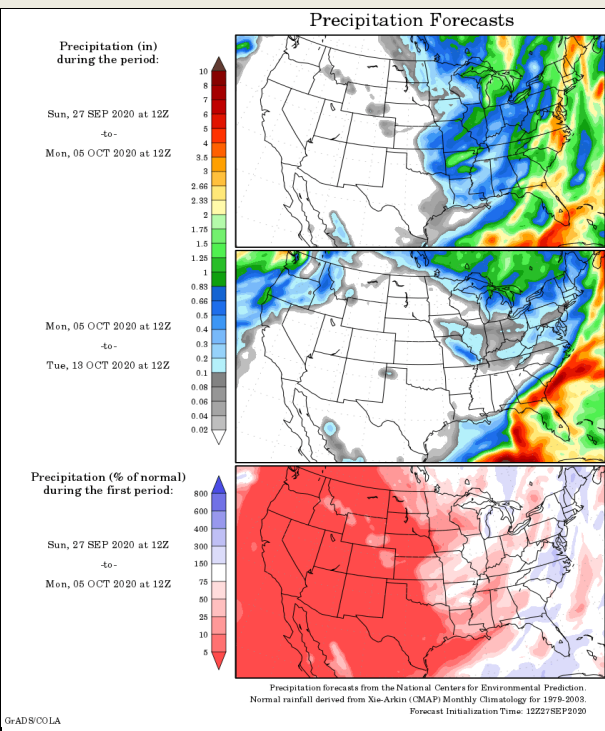 Precipitation Forecasts
Precipitation (in)
during the period:
Sun, 27 SEP 2020 at 12Z
-to-
Mon, 05 OCT 2020 at 12Z
10
8
7
6
5
4
3.5
3
2.66
2.33
2
1.75
1.5
1.25
1
0.83
0.66
0.5
0.4
0.3
0.2
0.1
0.08
0.06
0.04
0.02
Mon, 05 OCT 2020 at 12Z
-to-
Tue, 13 OCT 2020 at 12Z
Precipitation (% of normal)
during the first period:
Sun, 27 SEP 2020 at 12Z
-to-
Mon, 05 OCT 2020 at 12Z
800
600
400
300
150
75
50
25
10
5
Precipitation forecasts from the National Centers for Environmental Prediction.
Normal rainfall derived from Xie-Arkin (CMAP) Monthly Climatology for 1979-2003.
Forecast Initialization Time: 12Z27SEP2020
GrADS/COLA